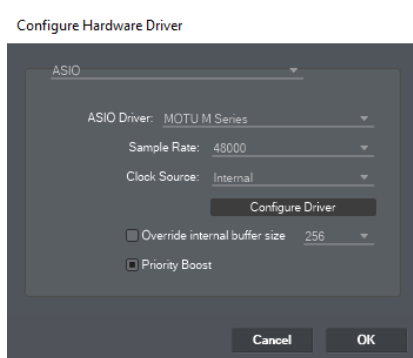 Configure Hardware Driver
ASIO
ASIO Driver: MOTU M Series
Sample Rate: 48000
Clock Source: Internal
Configure Driver
Override internal buffer size 256
Priority Boost
Cancel OK